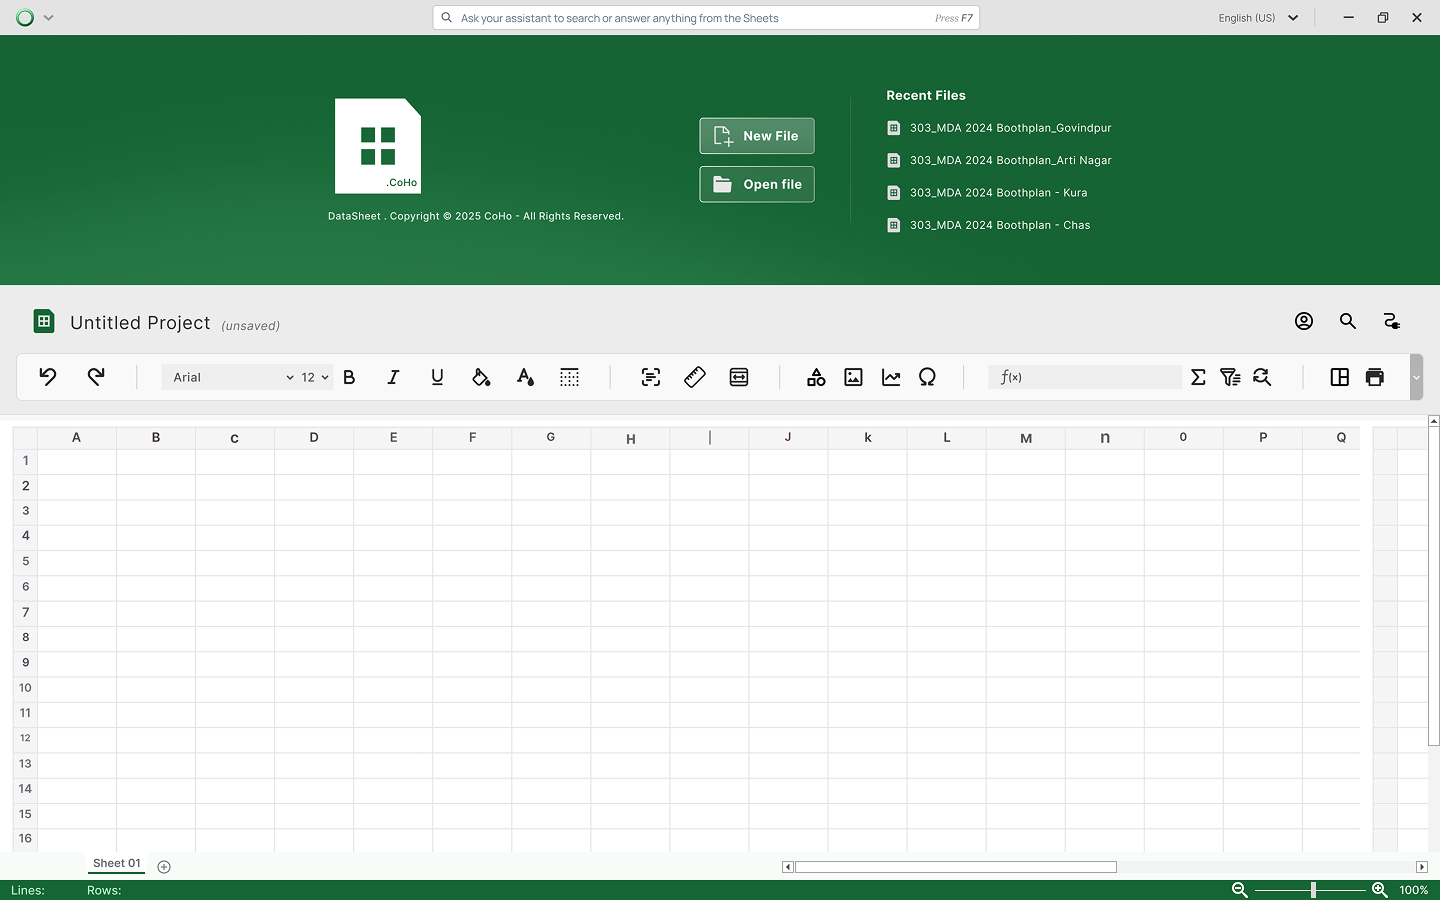 Ask your assistant to search or answer anything from the Sheets Press F7
English (US)
.CoHo
DataSheet . Copyright © 2025 CoHo - All Rights Reserved.
New File
Open file
Recent Files
303_MDA 2024 Boothplan_Govindpur
303_MDA 2024 Boothplan_Arti Nagar
303_MDA 2024 Boothplan - Kura
303_MDA 2024 Boothplan - Chas
Untitled Project (unsaved)
Arial 12 B I U A ƒ(x) Σ
A B c D E F G H | J k L M n 0 P Q
1
2
3
4
5
6
7
8
9
10
11
12
13
14
15
16
Sheet 01
Lines: Rows: 100%